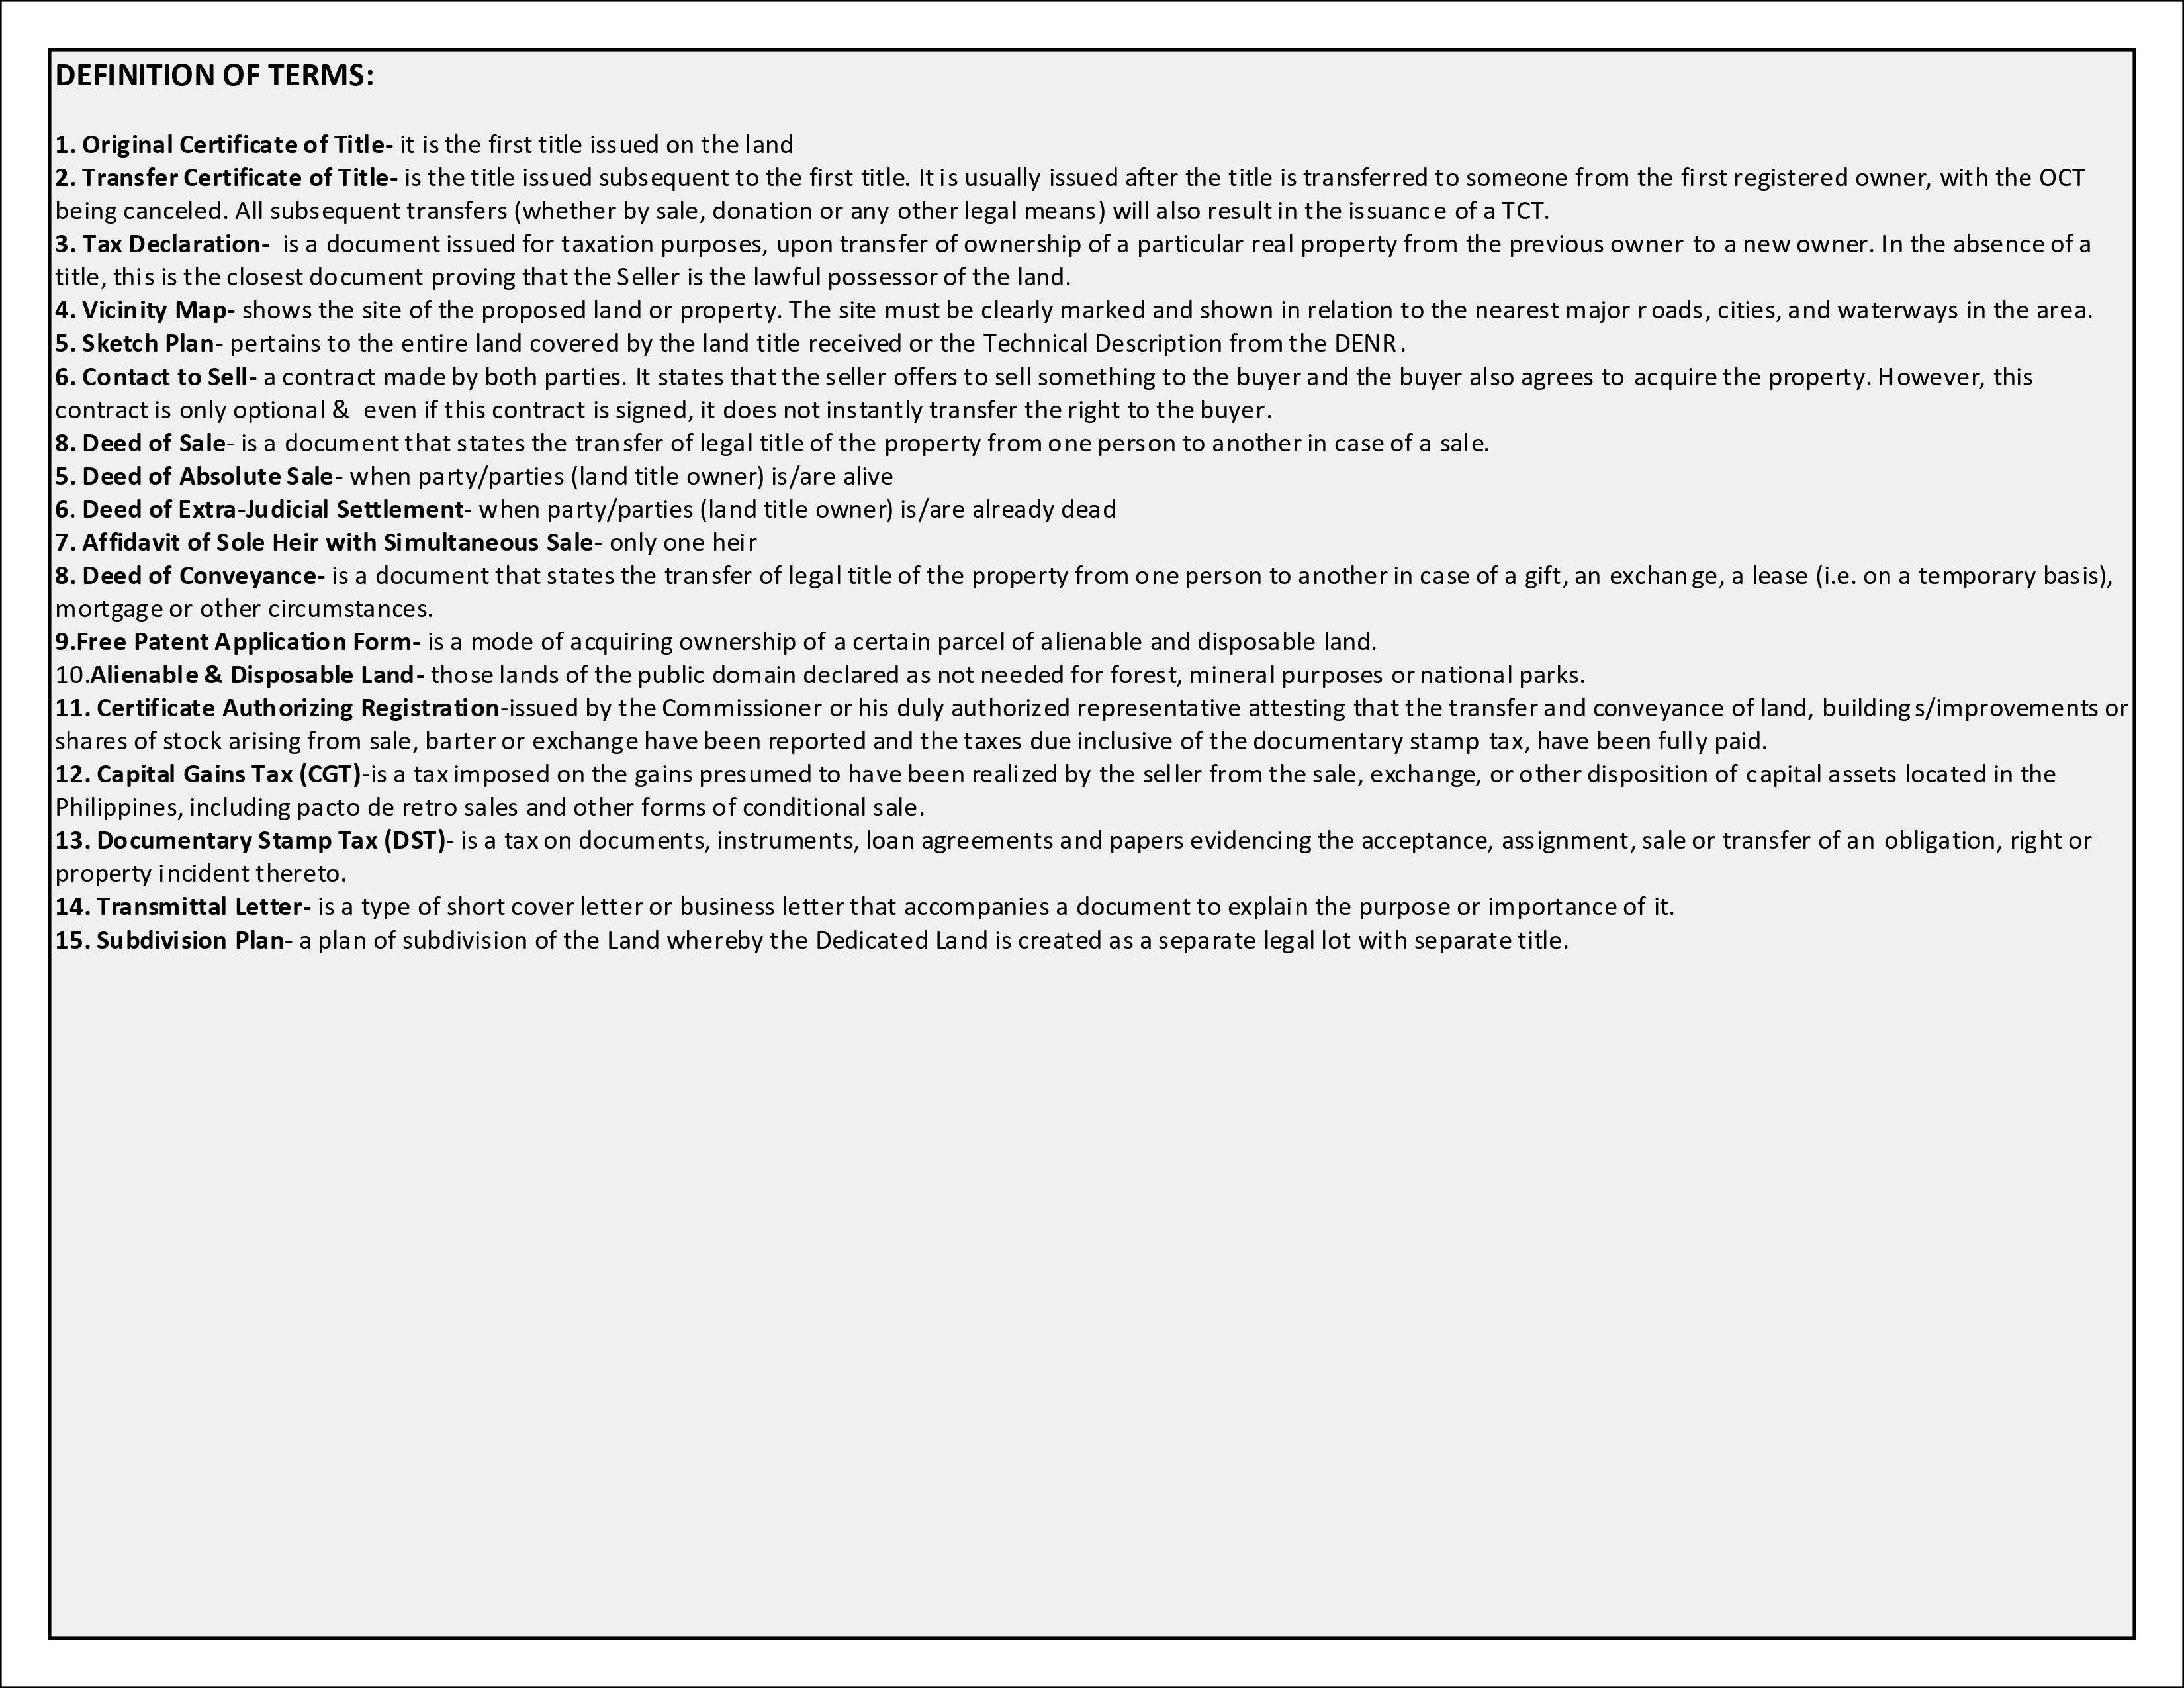 DEFINITION OF TERMS:
1. Original Certificate of Title- it is the first title issued on the land
2. Transfer Certificate of Title- is the title issued subsequent to the first title. It is usually issued after the title is transferred to someone from the first registered owner, with the OCT
being canceled. All subsequent transfers (whether by sale, donation or any other legal means) will also result in the issuance of a TCT.
3. Tax Declaration- is a document issued for taxation purposes, upon transfer of ownership of a particular real property from the previous owner to a new owner. In the absence of a
title, this is the closest document proving that the Seller is the lawful possessor of the land.
4. Vicinity Map- shows the site of the proposed land or property. The site must be clearly marked and shown in relation to the nearest major roads, cities, and waterways in the area.
5. Sketch Plan- pertains to the entire land covered by the land title received or the Technical Description from the DENR.
6. Contact to Sell- a contract made by both parties. It states that the seller offers to sell something to the buyer and the buyer also agrees to acquire the property. However, this
contract is only optional & even if this contract is signed, it does not instantly transfer the right to the buyer.
8. Deed of Sale- is a document that states the transfer of legal title of the property from one person to another in case of a sale.
5. Deed of Absolute Sale- when party/parties (land title owner) is/are alive
6. Deed of Extra-Judicial Settlement- when party/parties (land title owner) is/are already dead
7. Affidavit of Sole Heir with Simultaneous Sale- only one heir
8. Deed of Conveyance- is a document that states the transfer of legal title of the property from one person to another in case of a gift, an exchange, a lease (i.e. on a temporary basis),
mortgage or other circumstances.
9.Free Patent Application Form- is a mode of acquiring ownership of a certain parcel of alienable and disposable land.
10.Alienable & Disposable Land- those lands of the public domain declared as not needed for forest, mineral purposes or national parks.
11. Certificate Authorizing Registration-issued by the Commissioner or his duly authorized representative attesting that the transfer and conveyance of land, buildings/improvements or
shares of stock arising from sale, barter or exchange have been reported and the taxes due inclusive of the documentary stamp tax, have been fully paid.
12. Capital Gains Tax (CGT)-is a tax imposed on the gains presumed to have been realized by the seller from the sale, exchange, or other disposition of capital assets located in the
Philippines, including pacto de retro sales and other forms of conditional sale.
13. Documentary Stamp Tax (DST)- is a tax on documents, instruments, loan agreements and papers evidencing the acceptance, assignment, sale or transfer of an obligation, right or
property incident thereto.
14. Transmittal Letter- is a type of short cover letter or business letter that accompanies a document to explain the purpose or importance of it.
15. Subdivision Plan- a plan of subdivision of the Land whereby the Dedicated Land is created as a separate legal lot with separate title.